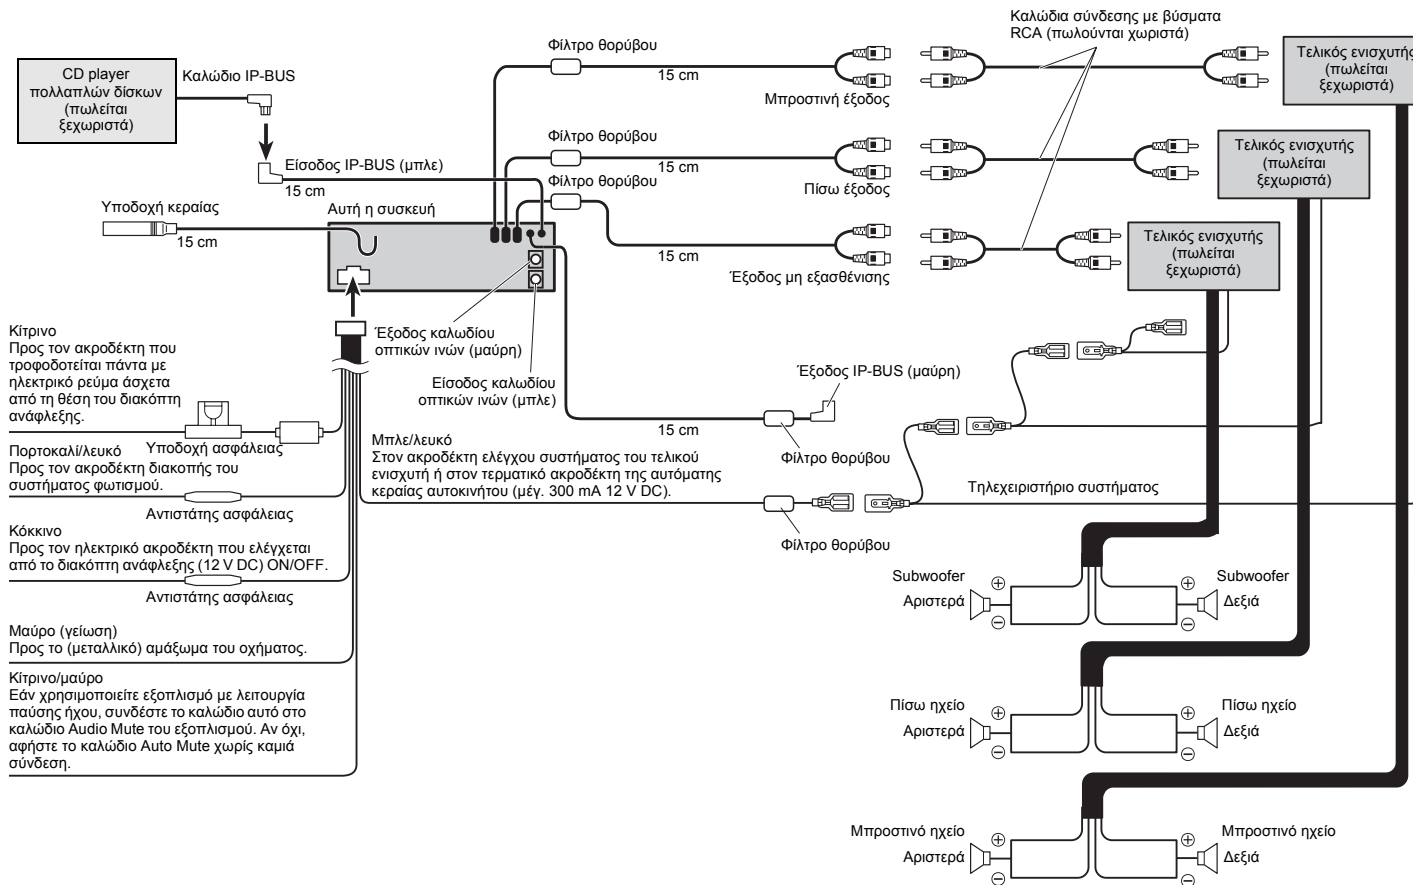 CD player
πολλαπλών δίσκων
(πωλείται
ξεχωριστά)
Καλώδιο IP-BUS
Είσοδος IP-BUS (μπλε)
15 cm
Υποδοχή κεραίας
15 cm
Αυτή η συσκευή
Φίλτρο θορύβου
15 cm
Μπροστινή έξοδος
Φίλτρο θορύβου
15 cm
Πίσω έξοδος
Φίλτρο θορύβου
15 cm
Έξοδος μη εξασθένισης
Καλώδια σύνδεσης με βύσματα
RCA (πωλούνται χωριστά)
Τελικός ενισχυτής
(πωλείται
ξεχωριστά)
Τελικός ενισχυτής
(πωλείται
ξεχωριστά)
Τελικός ενισχυτής
(πωλείται
ξεχωριστά)
Έξοδος καλωδίου
οπτικών ινών (μαύρη)
Είσοδος καλωδίου
οπτικών ινών (μπλε)
Έξοδος IP-BUS (μαύρη)
15 cm
Φίλτρο θορύβου
Κίτρινο
Προς τον ακροδέκτη που
τροφοδοτείται πάντα με
ηλεκτρικό ρεύμα άσχετα
από τη θέση του διακόπτη
ανάφλεξης.
Υποδοχή ασφάλειας
Πορτοκαλί/λευκό
Προς τον ακροδέκτη διακοπής του
συστήματος φωτισμού.
Αντιστάτης ασφάλειας
Κόκκινο
Προς τον ηλεκτρικό ακροδέκτη που ελέγχεται
από το διακόπτη ανάφλεξης (12 V DC) ON/OFF.
Αντιστάτης ασφάλειας
Μαύρο (γείωση)
Προς το (μεταλλικό) αμάξωμα του οχήματος.
Κίτρινο/μαύρο
Εάν χρησιμοποιείτε εξοπλισμό με λειτουργία
παύσης ήχου, συνδέστε το καλώδιο αυτό στο
καλώδιο Audio Mute του εξοπλισμού. Αν όχι,
αφήστε το καλώδιο Auto Mute χωρίς καμιά
σύνδεση.
Μπλε/λευκό
Στον ακροδέκτη ελέγχου συστήματος του τελικού
ενισχυτή ή στον τερματικό ακροδέκτη της αυτόματης
κεραίας αυτοκινήτου (μέγ. 300 mA 12 V DC).
Φίλτρο θορύβου
Τηλεχειριστήριο συστήματος
Subwoofer
Αριστερά
+
−
Subwoofer
Δεξιά
+
−
Πίσω ηχείο
Αριστερά
+
−
Πίσω ηχείο
Δεξιά
+
−
Μπροστινό ηχείο
Αριστερά
+
−
Μπροστινό ηχείο
Δεξιά
+
−